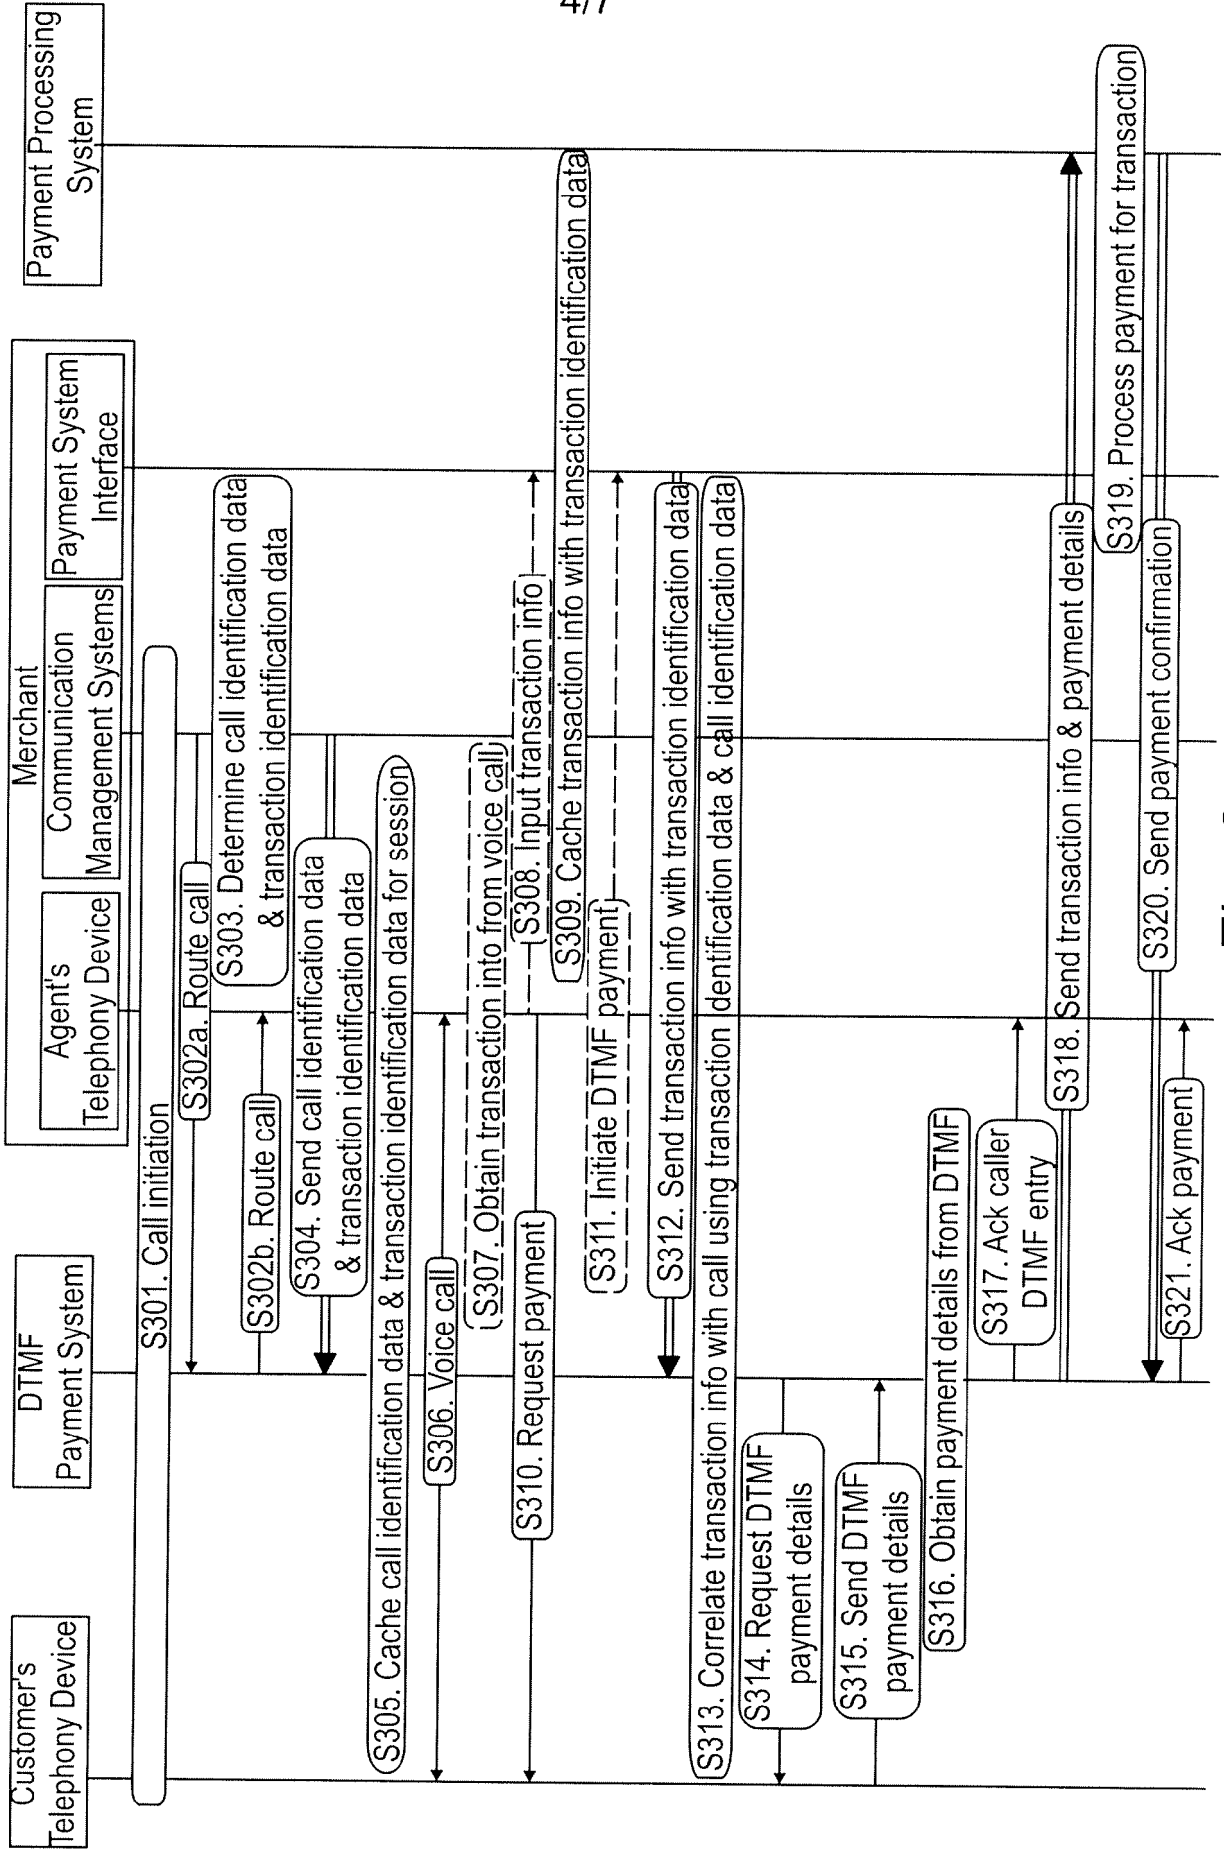 4/7
Customer's
Telephony Device
DTMF
Payment System
Merchant
Agent's
Telephony Device
Communication
Management Systems
Payment System
Interface
Payment Processing
System
S301. Call initiation
S302a. Route call
S302b. Route call
S303. Determine call identification data
& transaction identification data
S304. Send call identification data
& transaction identification data
S305. Cache call identification data & transaction identification data for session
S306. Voice call
S307. Obtain transaction into from voice call
S308. Input transaction info
S309. Cache transaction info with transaction identification data
S310. Request payment
S311. Initiate DTMF payment
S312. Send transaction info with transaction identification data
S313. Correlate transaction info with call using transaction identification data & call identification data
S314. Request DTMF
payment details
S315. Send DTMF
payment details
S316. Obtain payment details from DTMF
S317. Ack caller
DTMF entry
S318. Send transaction info & payment details
S319. Process payment for transaction
S320. Send payment confirmation
S321. Ack payment